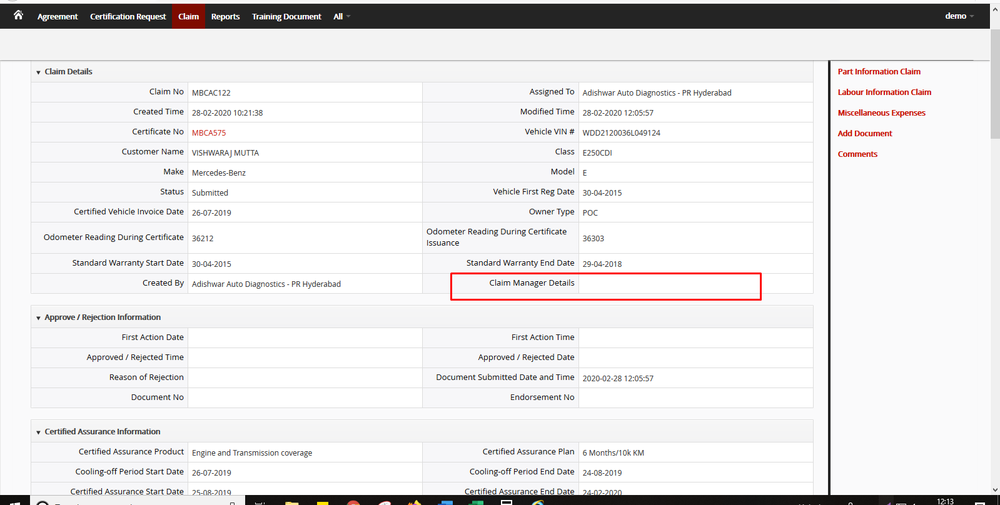 Agreement Certification Request Claim Reports Training Document All demo
Claim Details
Claim No MBCAC122 Assigned To Adishwar Auto Diagnostics - PR Hyderabad
Created Time 28-02-2020 10:21:38 Modified Time 28-02-2020 12:05:57
Certificate No MBCA575 Vehicle VIN # WDD2120036L049124
Customer Name VISHWARAJ MUTTA Class E250CDI
Make Mercedes-Benz Model E
Status Submitted Vehicle First Reg Date 30-04-2015
Certified Vehicle Invoice Date 26-07-2019 Owner Type POC
Odometer Reading During Certificate 36212 Odometer Reading During Certificate
Issuance 36303
Standard Warranty Start Date 30-04-2015 Standard Warranty End Date 29-04-2018
Created By Adishwar Auto Diagnostics - PR Hyderabad Claim Manager Details
Approve / Rejection Information
First Action Date First Action Time
Approved / Rejected Time Approved / Rejected Date
Reason of Rejection Document Submitted Date and Time 2020-02-28 12:05:57
Document No Endorsement No
Certified Assurance Information
Certified Assurance Product Engine and Transmission coverage Certified Assurance Plan 6 Months/10k KM
Cooling-off Period Start Date 26-07-2019 Cooling-off Period End Date 24-08-2019
Certified Assurance Start Date 25-08-2019 Certified Assurance End Date 24-02-2020
Part Information Claim
Labour Information Claim
Miscellaneous Expenses
Add Document
Comments
12:13